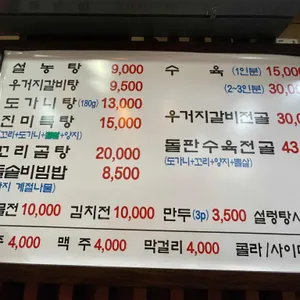 설농탕 9,000 수육 (1인분) 15,00
우거지갈비탕 9,500 (2~3인분) 30,00
도가니탕 (180g) 13,000 우거지갈비전골 30,0
진미특탕 15,000
(꼬리+도가니+ +양지) 돌판수육전골 43
꼬리곰탕 20,000 (도가니+꼬리+양지+볼살)
돌솥비빔밥 8,500
계절나물)
물전 10,000 김치전 10,000 만두 (3p) 3,500 설렁탕사
주 4,000 맥주 4,000 막걸리 4,000 콜라/사이